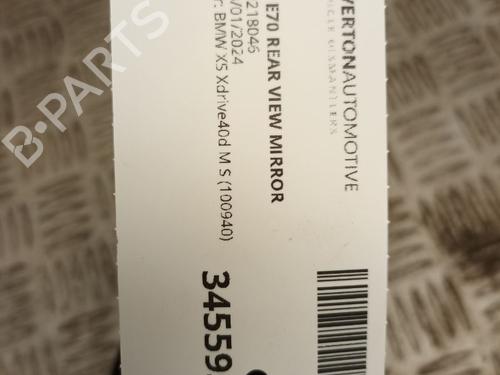 VERTONAUTOMOTIVE
E70 REAR VIEW MIRROR
218046
/01/2024
r: BMW X5 Xdrive40d M S (100940)
34559
B-PARTS